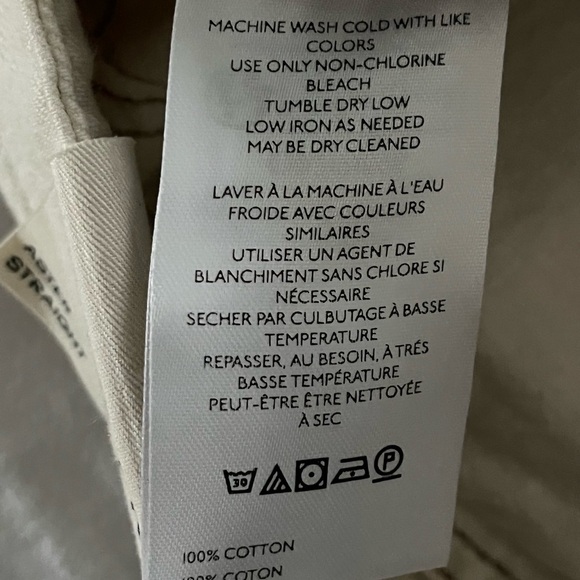 MACHINE WASH COLD WITH LIKE
COLORS
USE ONLY NON-CHLORINE
BLEACH
TUMBLE DRY LOW
LOW IRON AS NEEDED
MAY BE DRY CLEANED
LAVER À LA MACHINE À L'EAU
FROIDE AVEC COULEURS
SIMILAIRES
UTILISER UN AGENT DE
BLANCHIMENT SANS CHLORE SI
NÉCESSAIRE
SECHER PAR CULBUTAGE À BASSE
TEMPERATURE
REPASSER, AU BESOIN, À TRÉS
BASSE TEMPÉRATURE
PEUT-ÊTRE ÊTRE NETTOYÉE
À SEC
30 P
100% COTTON
100% COTON
STRAIGHT